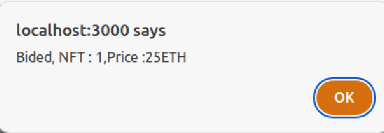 localhost:3000 says
Bided, NFT : 1,Price :25ETH
OK